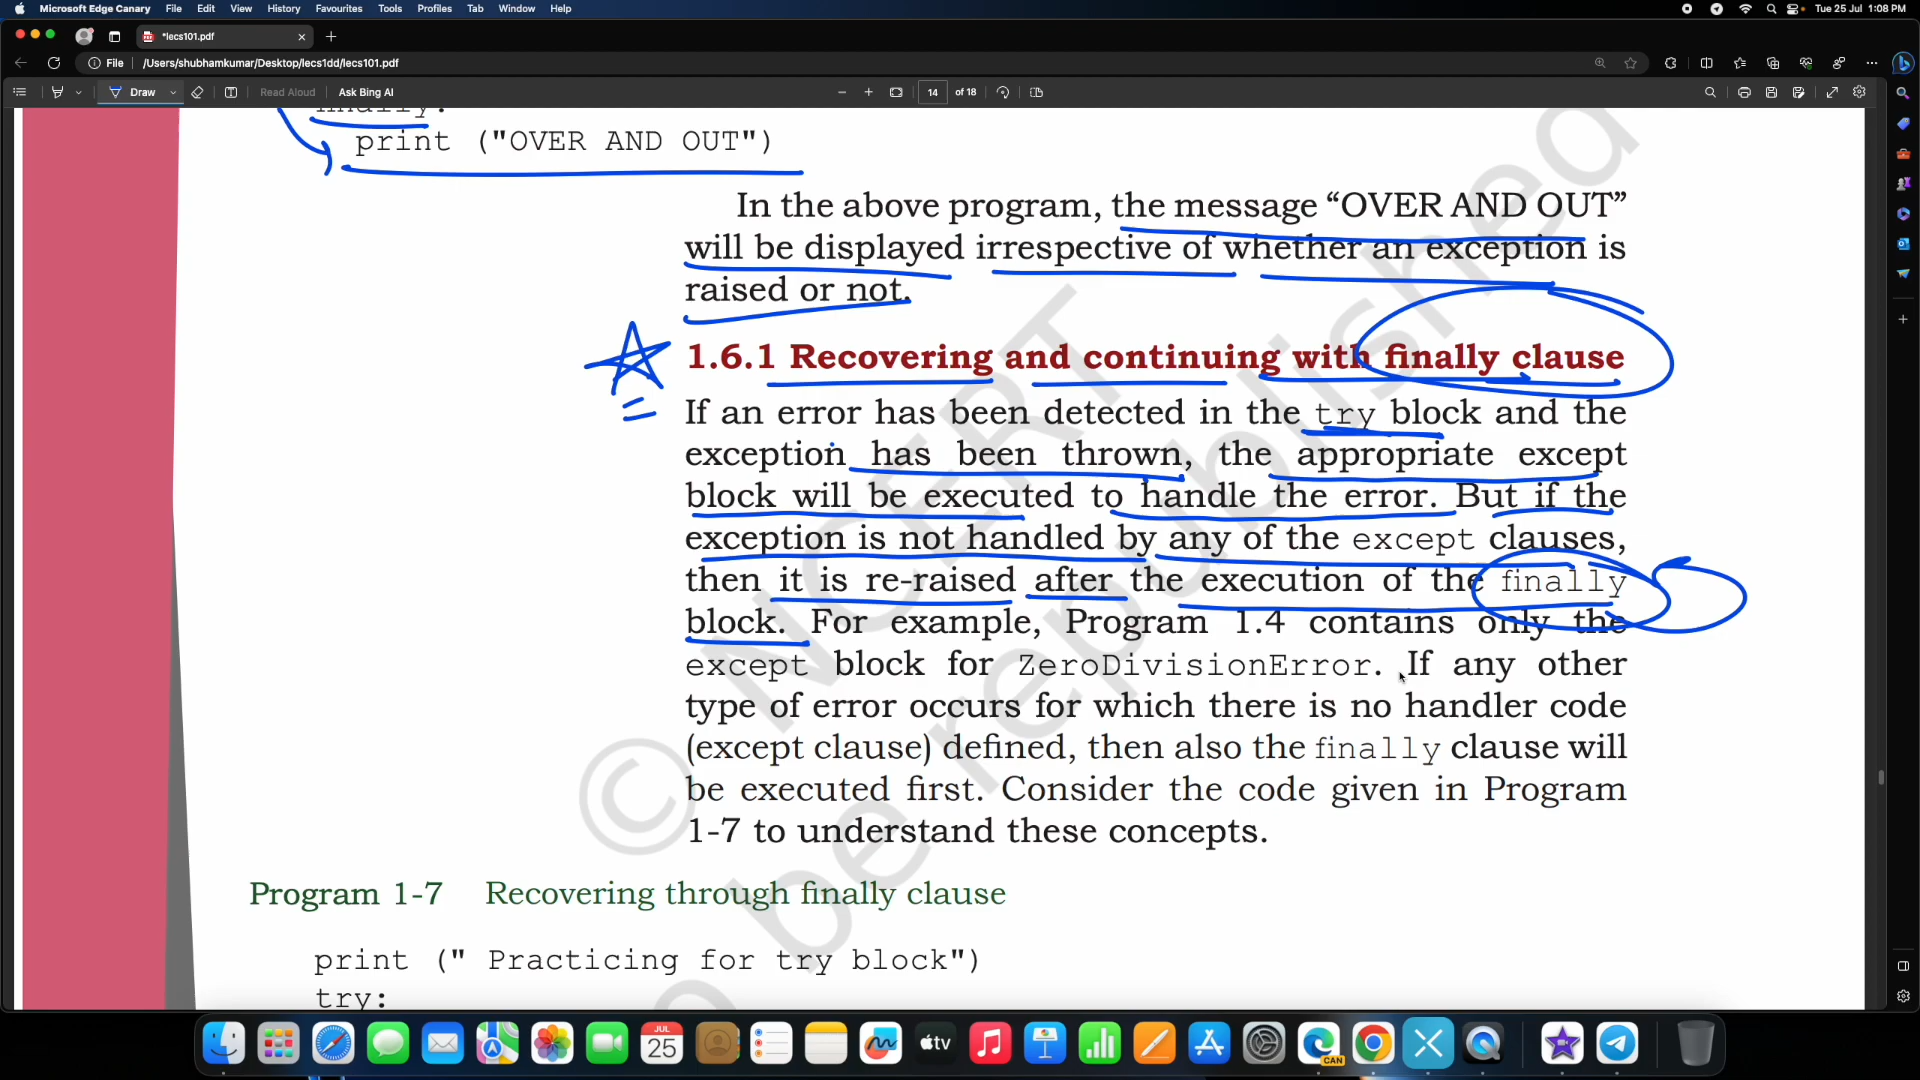 Microsoft Edge Canary File Edit View History Favourites Tools Profiles Tab Window Help Tue 25 Jul 1:08 PM
*lecs101.pdf
File /Users/shubhamkumar/Desktop/lecs1dd/lecs101.pdf
Draw Read Aloud Ask Bing AI 14 of 18
finally:
print ("OVER AND OUT")
In the above program, the message “OVER AND OUT”
will be displayed irrespective of whether an exception is
raised or not.
1.6.1 Recovering and continuing with finally clause
If an error has been detected in the try block and the
exception has been thrown, the appropriate except
block will be executed to handle the error. But if the
exception is not handled by any of the except clauses,
then it is re-raised after the execution of the finally
block. For example, Program 1.4 contains only the
except block for ZeroDivisionError. If any other
type of error occurs for which there is no handler code
(except clause) defined, then also the finally clause will
be executed first. Consider the code given in Program
1-7 to understand these concepts.
Program 1-7 Recovering through finally clause
print (" Practicing for try block")
try:
© NCERT
be republished
JUL
25
tv
CAN